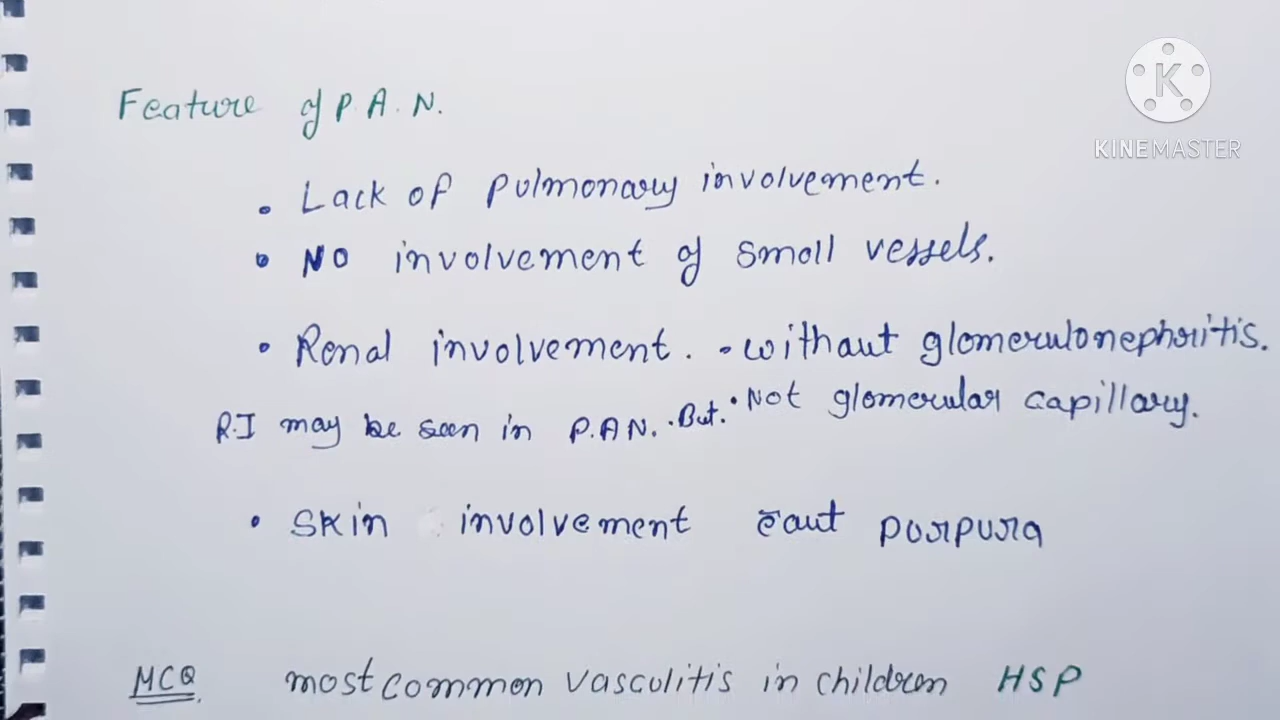 Feature of P.A.N.
KINEMASTER
• Lack of pulmonary involvement.
• NO involvement of small vessels.
• Renal involvement. • without glomerulonephritis.
R.I may be seen in P.A.N. • But. • Not glomerular capillary.
• Skin involvement c̄out purpura
MCQ most common vasculitis in children HSP